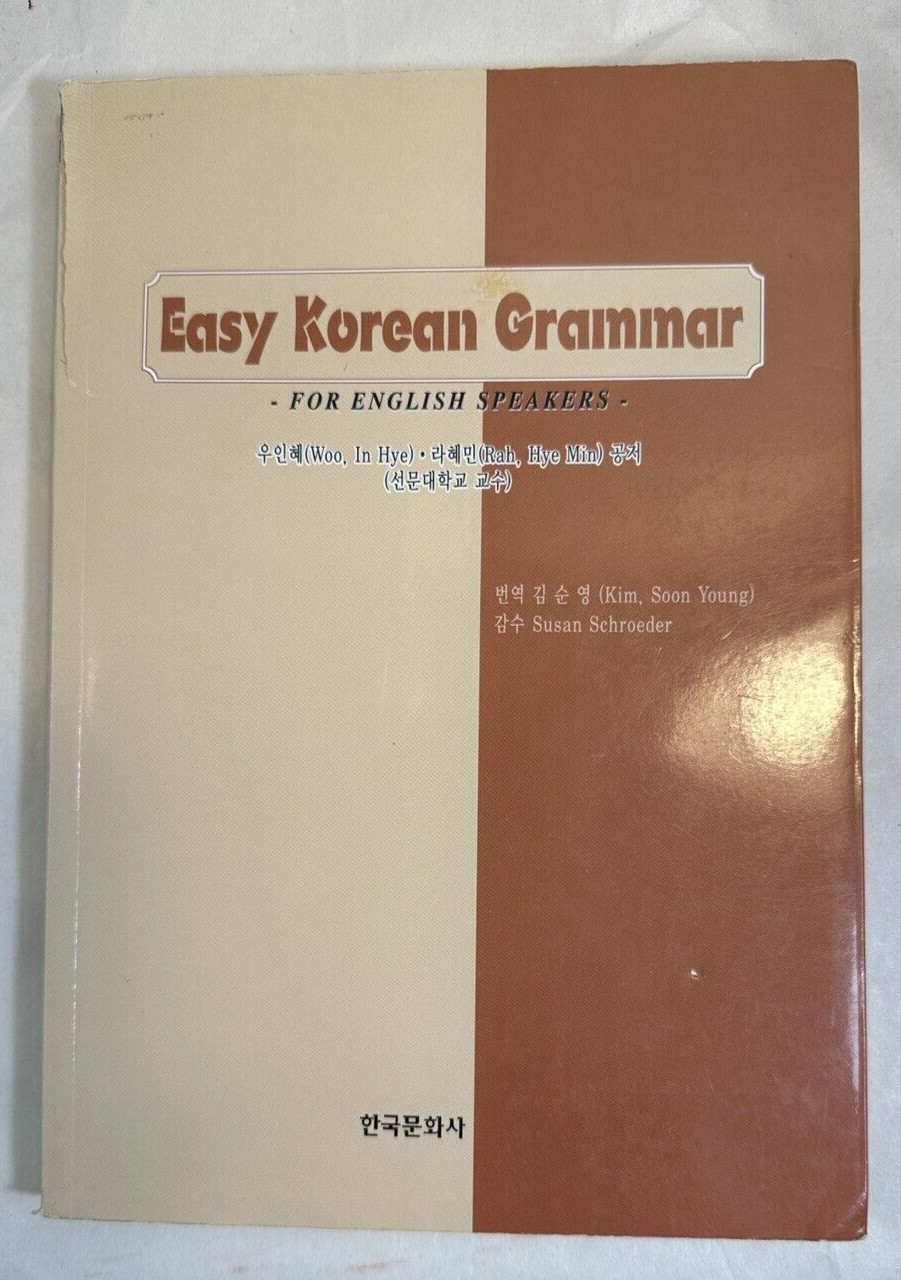 Easy Korean Grammar
- FOR ENGLISH SPEAKERS -
우인혜(Woo, In Hye) • 라혜민(Rah, Hye Min) 공저
(선문대학교 교수)
번역 김 순 영 (Kim, Soon Young)
감수 Susan Schroeder
한국문화사